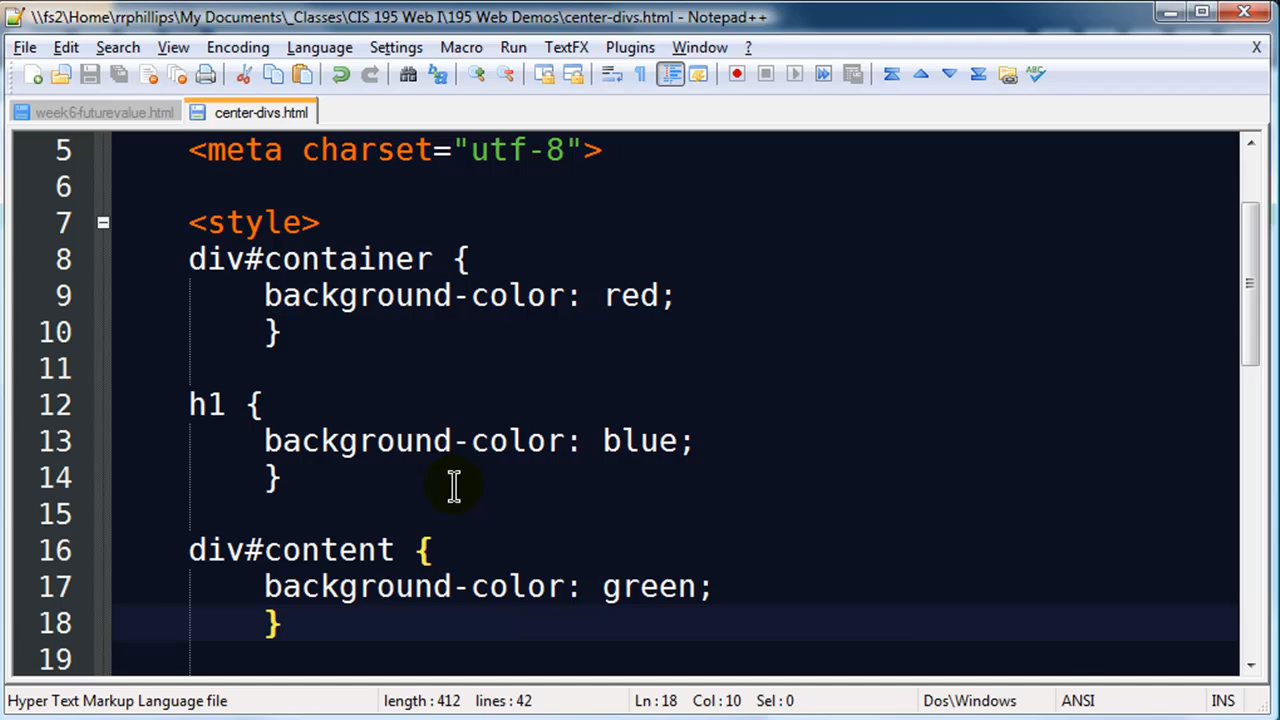 \\fs2\Home\rrphillips\My Documents\_Classes\CIS 195 Web I\195 Web Demos\center-divs.html - Notepad++
File Edit Search View Encoding Language Settings Macro Run TextFX Plugins Window ? X
week6-futurevalue.html center-divs.html
5 <meta charset="utf-8">
6
7 <style>
8 div#container {
9 background-color: red;
10 }
11
12 h1 {
13 background-color: blue;
14 }
15
16 div#content {
17 background-color: green;
18 }
19
Hyper Text Markup Language file length : 412 lines : 42 Ln : 18 Col : 10 Sel : 0 Dos\Windows ANSI INS